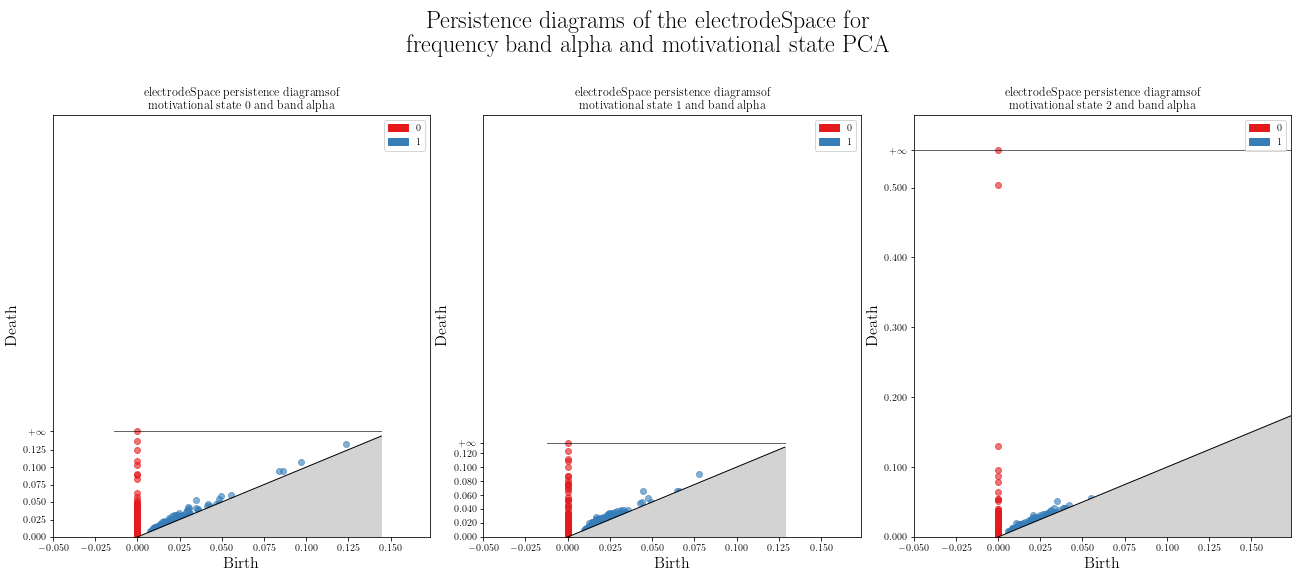 Persistence diagrams of the electrodeSpace for
frequency band alpha and motivational state PCA
electrodeSpace persistence diagramsof
motivational state 0 and band alpha
0
1
Death
+∞
0.125
0.100
0.075
0.050
0.025
0.000
−0.050 −0.025 0.000 0.025 0.050 0.075 0.100 0.125 0.150
Birth
electrodeSpace persistence diagramsof
motivational state 1 and band alpha
0
1
Death
+∞
0.120
0.100
0.080
0.060
0.040
0.020
0.000
−0.050 −0.025 0.000 0.025 0.050 0.075 0.100 0.125 0.150
Birth
electrodeSpace persistence diagramsof
motivational state 2 and band alpha
0
1
Death
+∞
0.500
0.400
0.300
0.200
0.100
0.000
−0.050 −0.025 0.000 0.025 0.050 0.075 0.100 0.125 0.150
Birth